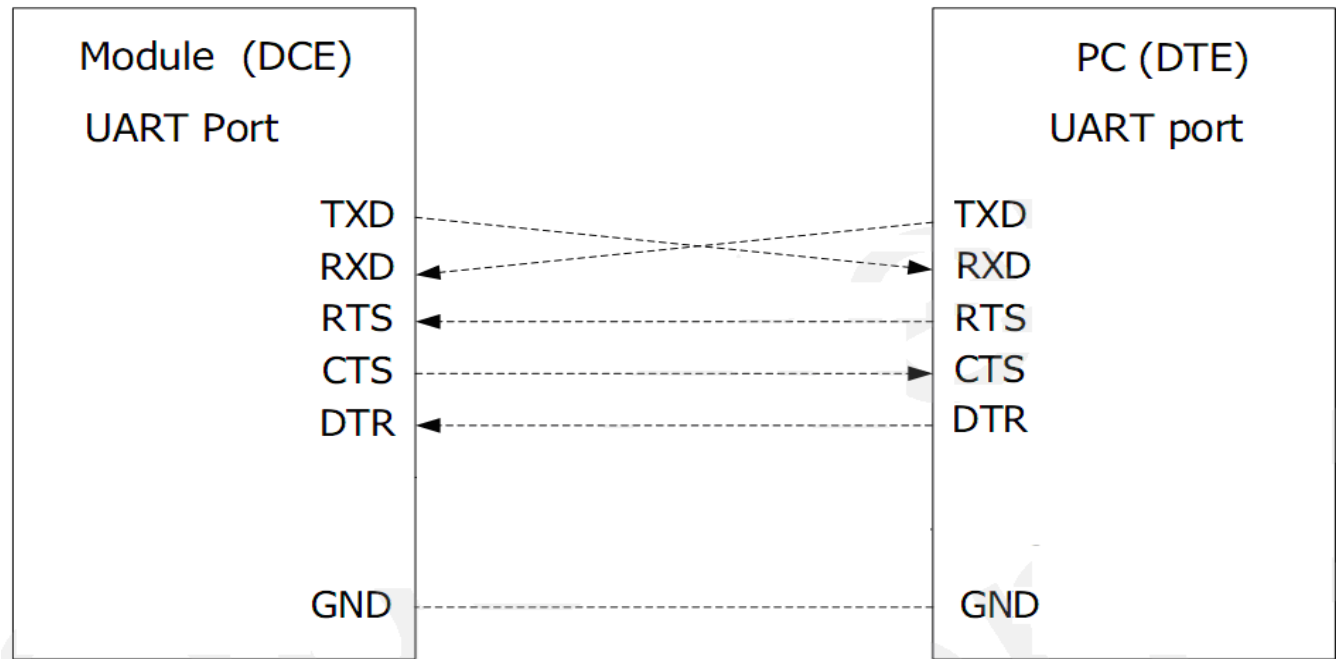 Module (DCE)
UART Port
TXD
RXD
RTS
CTS
DTR
GND
PC (DTE)
UART port
TXD
RXD
RTS
CTS
DTR
GND